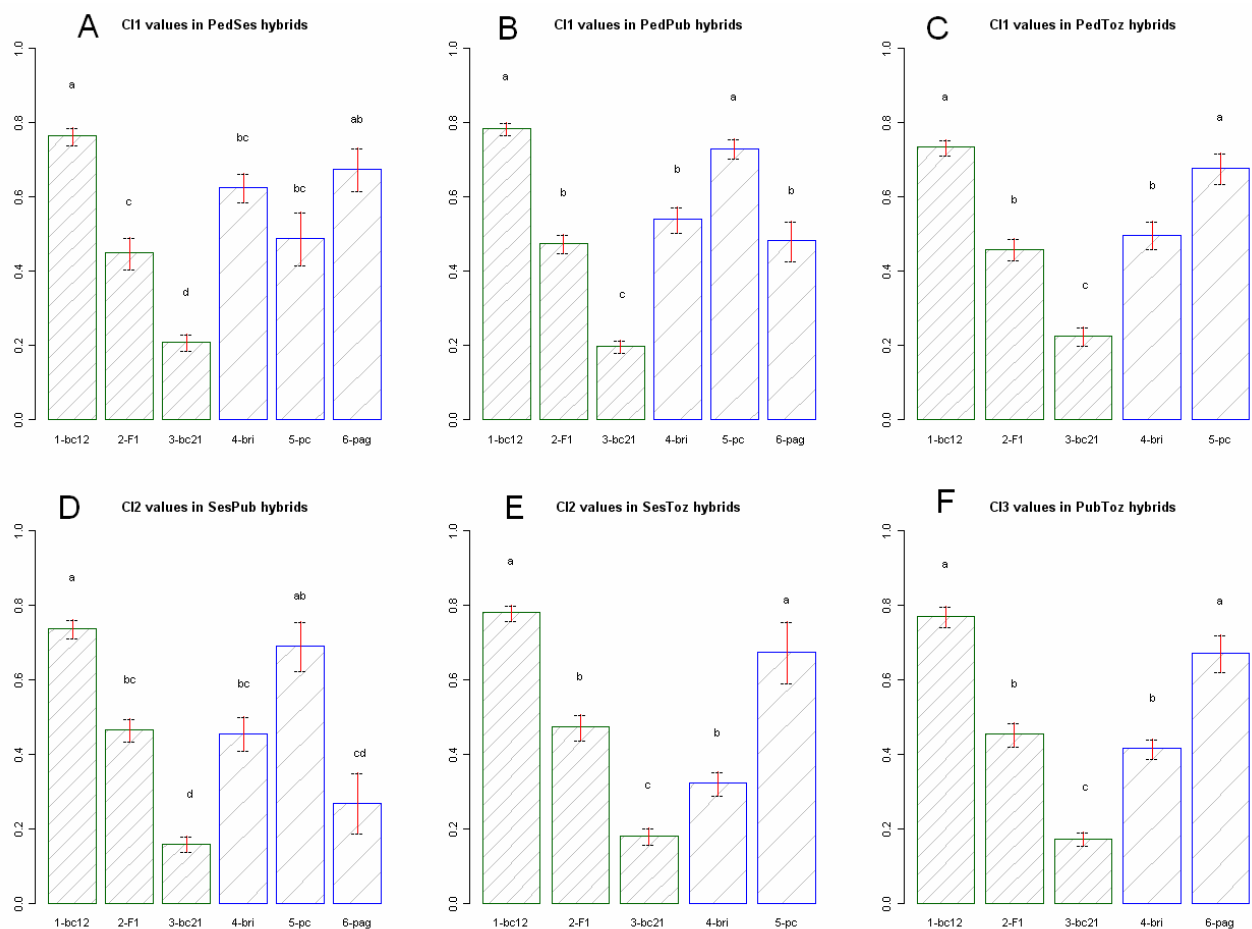 A CI1 values in PedSes hybrids
1.0
0.8
0.6
0.4
0.2
0.0
a
c
d
bc
bc
ab
1-bc12 2-F1 3-bc21 4-bri 5-pc 6-pag
B CI1 values in PedPub hybrids
1.0
0.8
0.6
0.4
0.2
0.0
a
b
c
b
a
b
1-bc12 2-F1 3-bc21 4-bri 5-pc 6-pag
C CI1 values in PedToz hybrids
1.0
0.8
0.6
0.4
0.2
0.0
a
b
c
b
a
1-bc12 2-F1 3-bc21 4-bri 5-pc
D CI2 values in SesPub hybrids
1.0
0.8
0.6
0.4
0.2
0.0
a
bc
d
bc
ab
cd
1-bc12 2-F1 3-bc21 4-bri 5-pc 6-pag
E CI2 values in SesToz hybrids
1.0
0.8
0.6
0.4
0.2
0.0
a
b
c
b
a
1-bc12 2-F1 3-bc21 4-bri 5-pc
F CI3 values in PubToz hybrids
1.0
0.8
0.6
0.4
0.2
0.0
a
b
c
b
a
1-bc12 2-F1 3-bc21 4-bri 6-pag